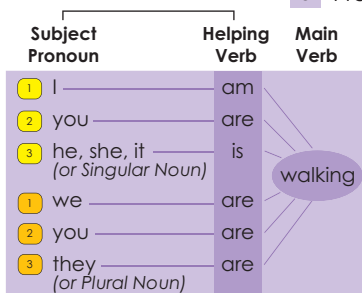 Subject Pronoun
Helping Verb
Main Verb
1 I am
2 you are
3 he, she, it is
(or Singular Noun)
walking
1 we are
2 you are
3 they are
(or Plural Noun)